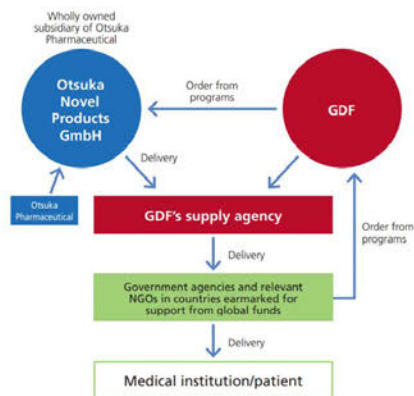 Wholly owned
subsidiary of Otsuka
Pharmaceutical
Otsuka
Novel
Products
GmbH
Order from
programs
GDF
Delivery
Otsuka
Pharmaceutical
GDF's supply agency
Order from
programs
Delivery
Government agencies and relevant
NGOs in countries earmarked for
support from global funds
Delivery
Medical institution/patient